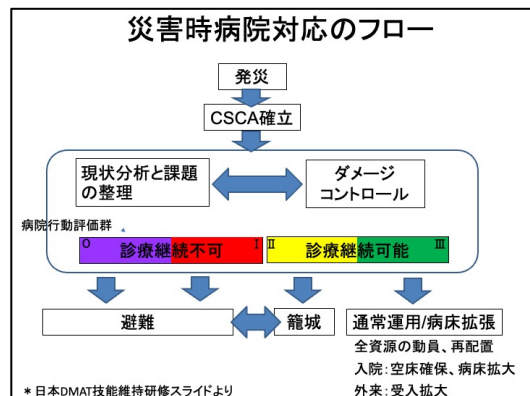 災害時病院対応のフロー
発災
CSCA確立
現状分析と課題
の整理
ダメージ
コントロール
病院行動評価群
0 診療継続不可 I
II 診療継続可能 III
避難
籠城
通常運用/病床拡張
全資源の動員、再配置
入院:空床確保、病床拡大
外来:受入拡大
*日本DMAT技能維持研修スライドより